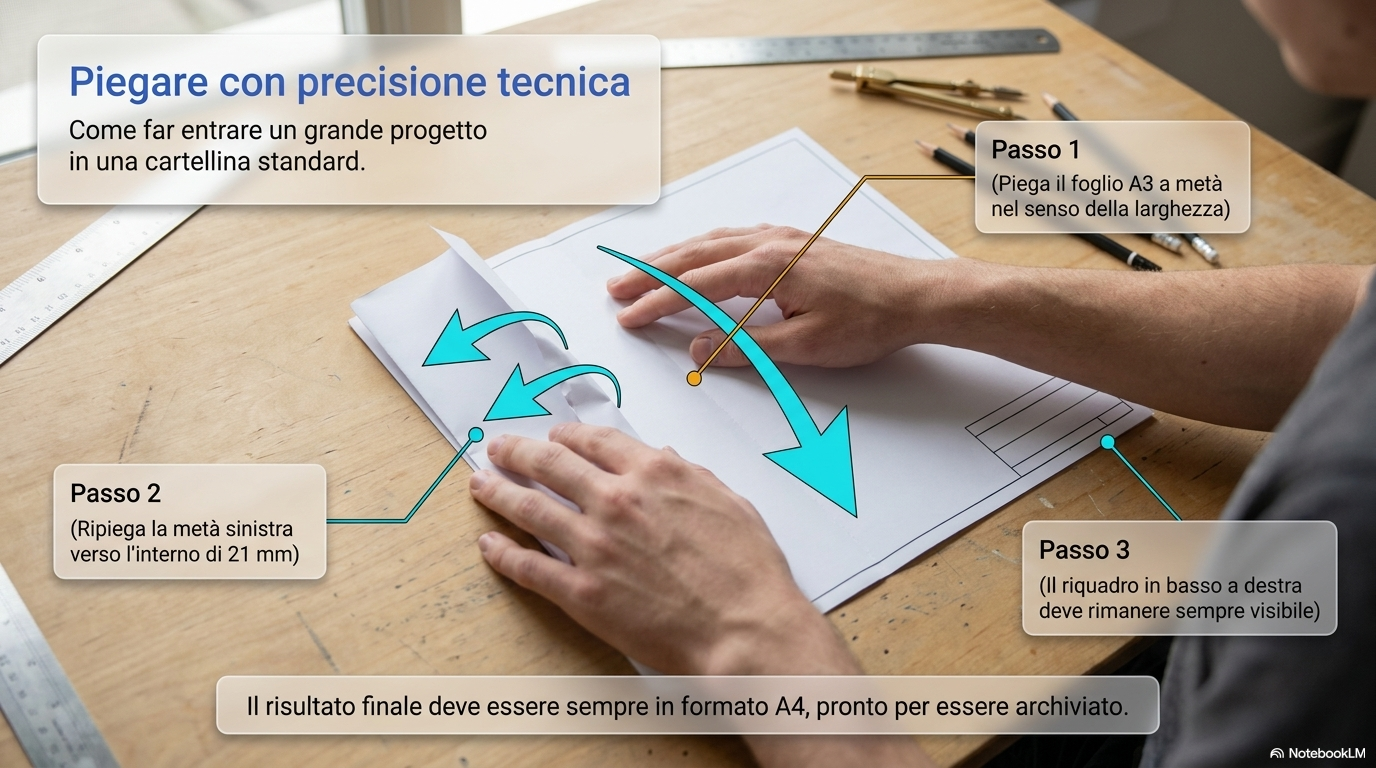 Piegare con precisione tecnica
Come far entrare un grande progetto
in una cartellina standard.
Passo 1
(Piega il foglio A3 a metà
nel senso della larghezza)
Passo 2
(Ripiega la metà sinistra
verso l'interno di 21 mm)
Passo 3
(Il riquadro in basso a destra
deve rimanere sempre visibile)
Il risultato finale deve essere sempre in formato A4, pronto per essere archiviato.
NotebookLM